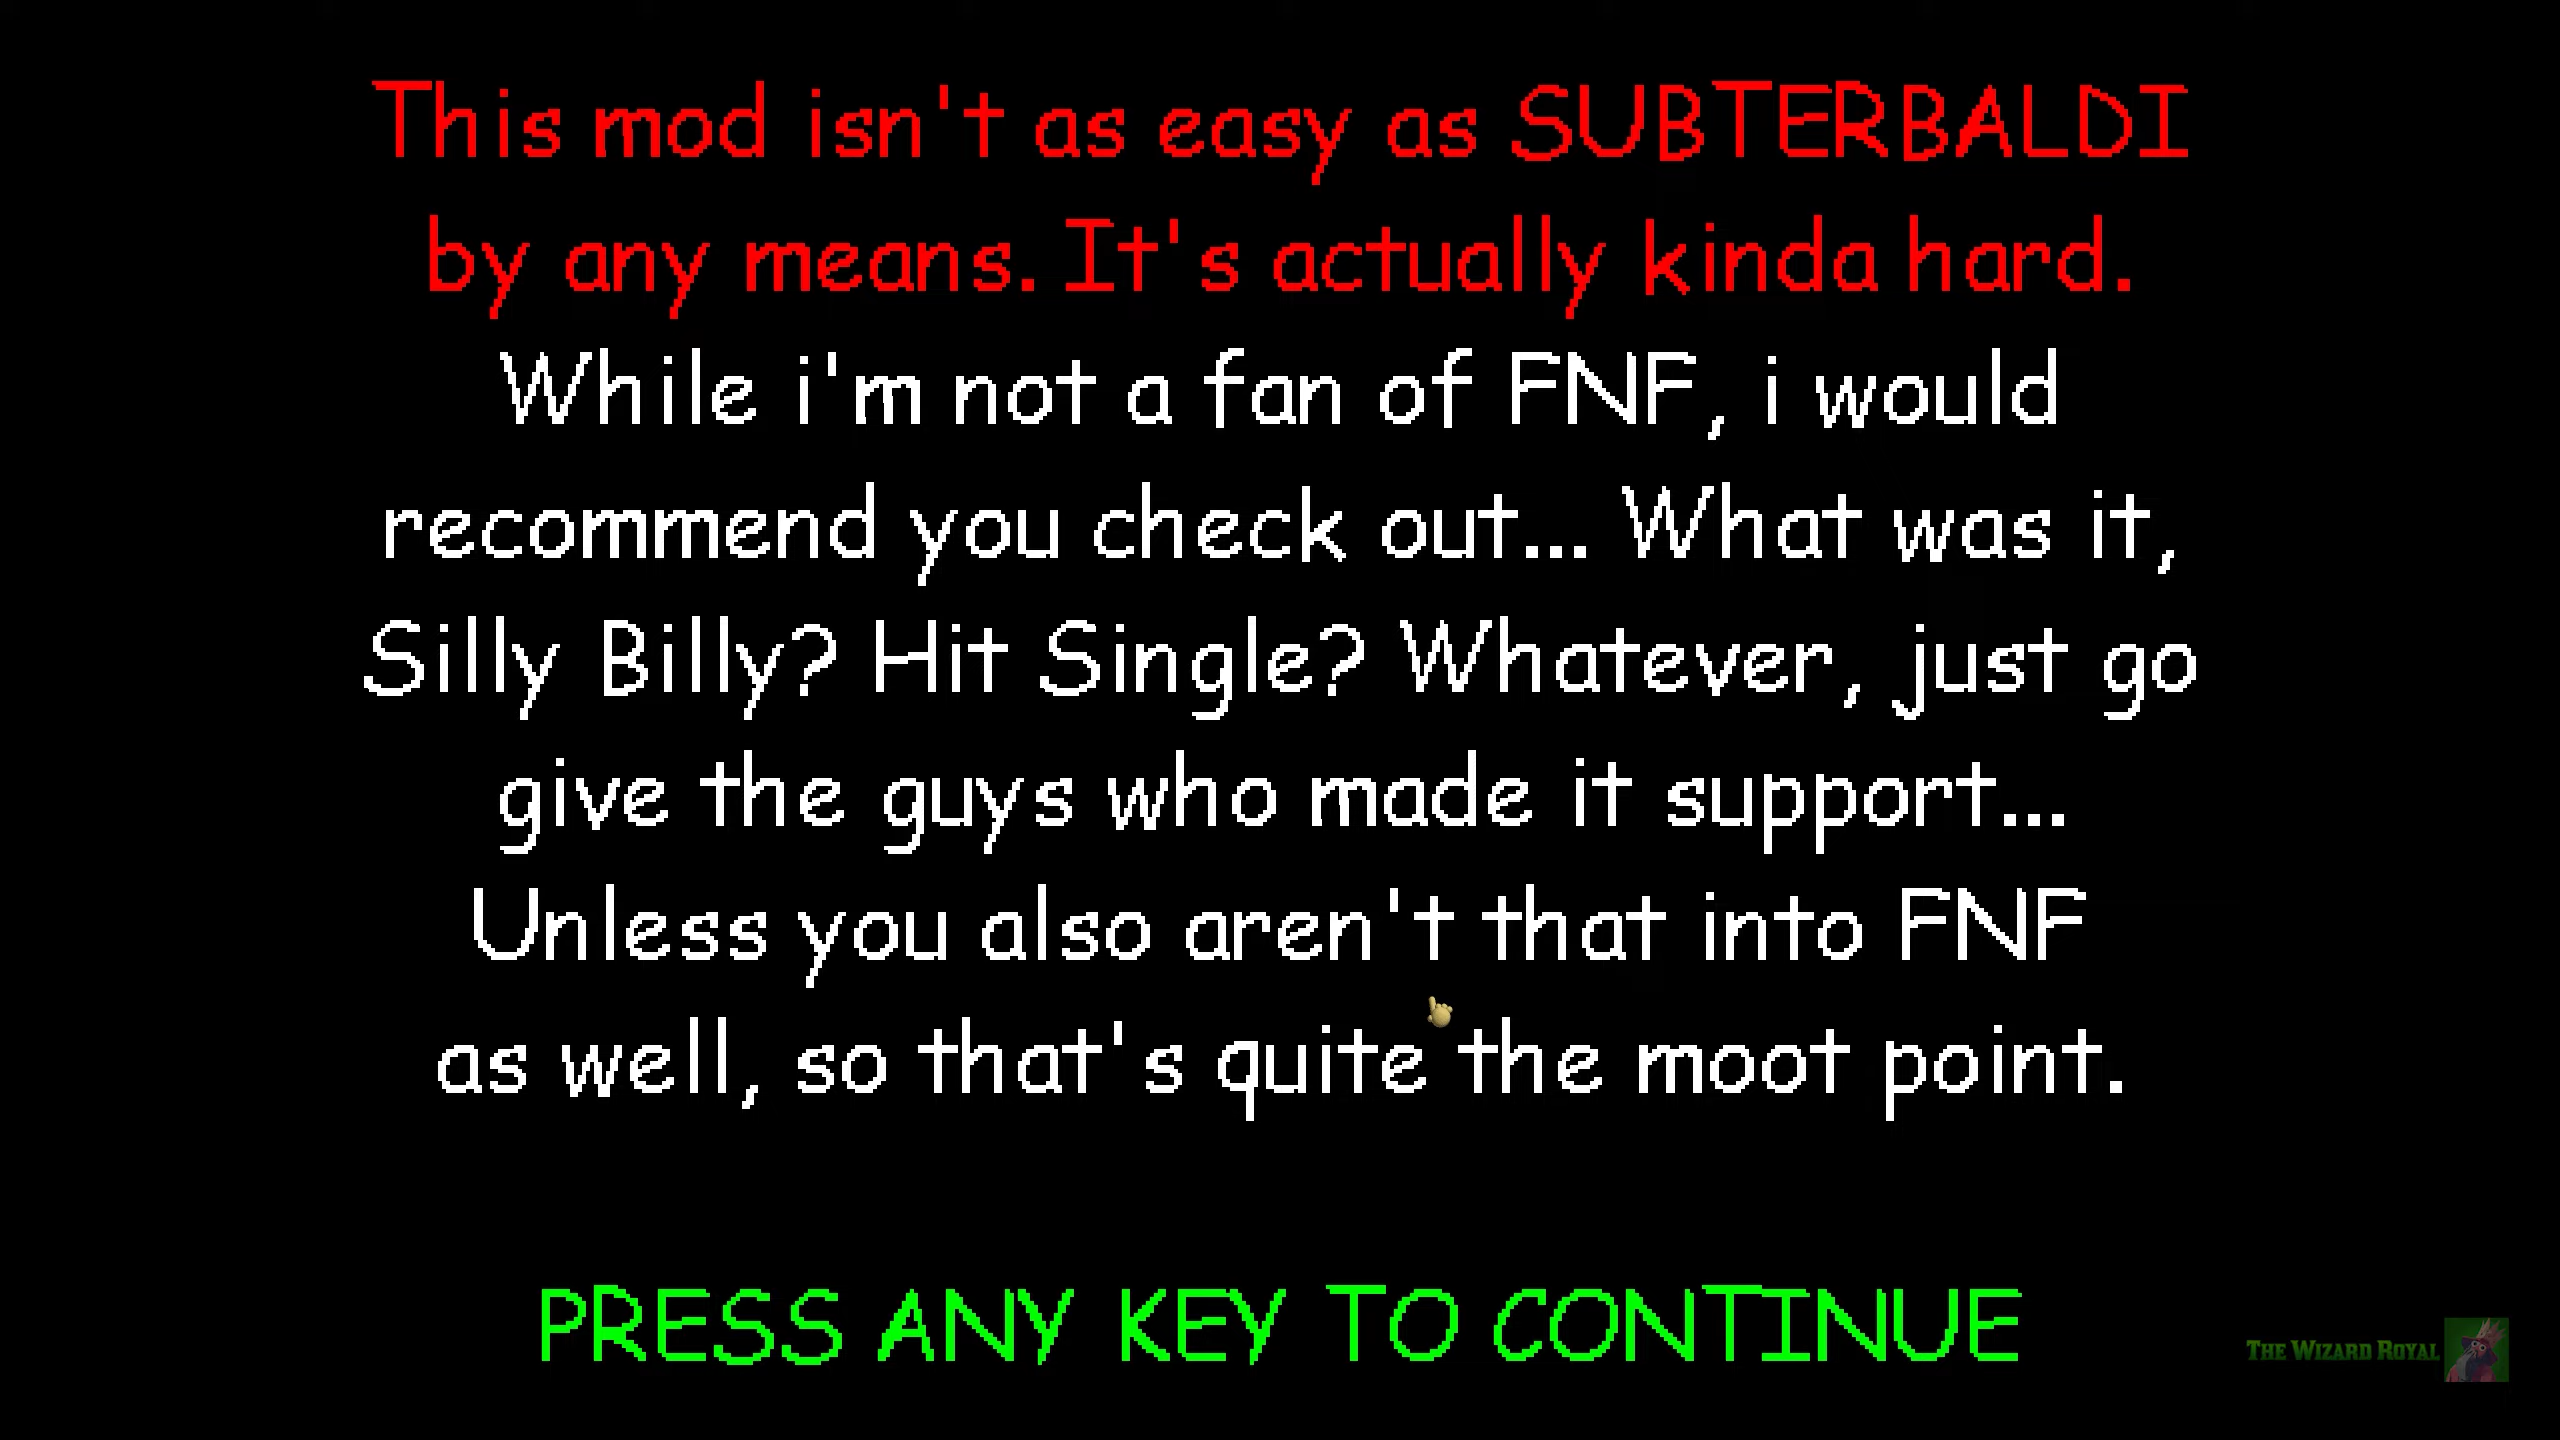 This mod isn't as easy as SUBTERBALDI
by any means. It's actually kinda hard.
While i'm not a fan of FNF, i would
recommend you check out... What was it,
Silly Billy? Hit Single? Whatever, just go
give the guys who made it support...
Unless you also aren't that into FNF
as well, so that's quite the moot point.
PRESS ANY KEY TO CONTINUE
THE WIZARD ROYAL